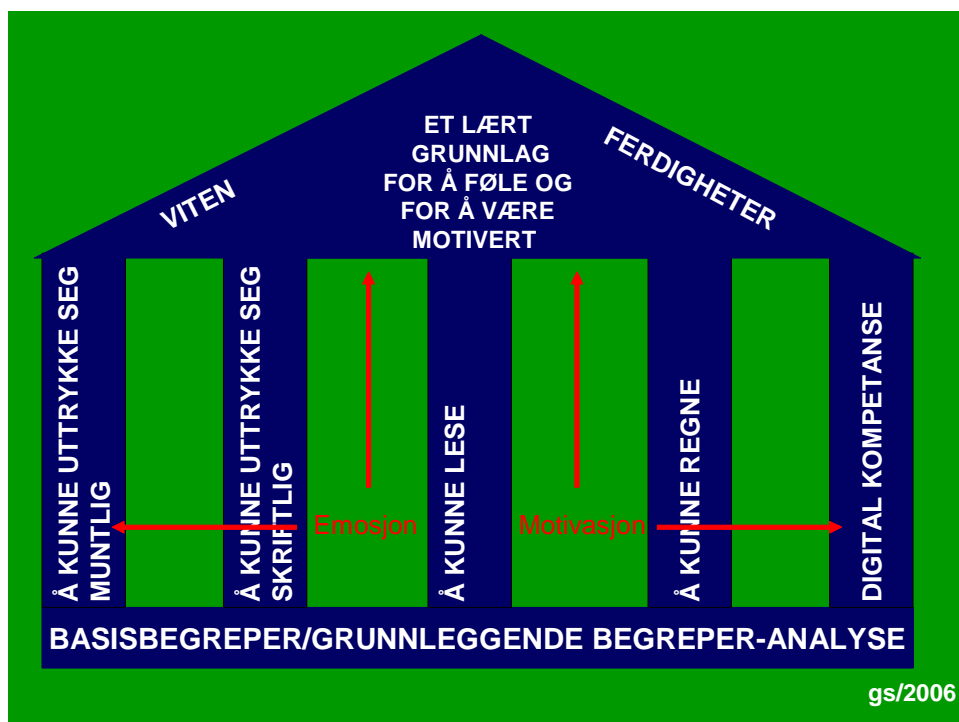 ET LÆRT
GRUNNLAG
FOR Å FØLE OG
FOR Å VÆRE
MOTIVERT
VITEN
FERDIGHETER
Å KUNNE UTTRYKKE SEG
MUNTLIG
Å KUNNE UTTRYKKE SEG
SKRIFTLIG
Å KUNNE LESE
Å KUNNE REGNE
DIGITAL KOMPETANSE
Emosjon
Motivasjon
BASISBEGREPER/GRUNNLEGGENDE BEGREPER-ANALYSE
gs/2006